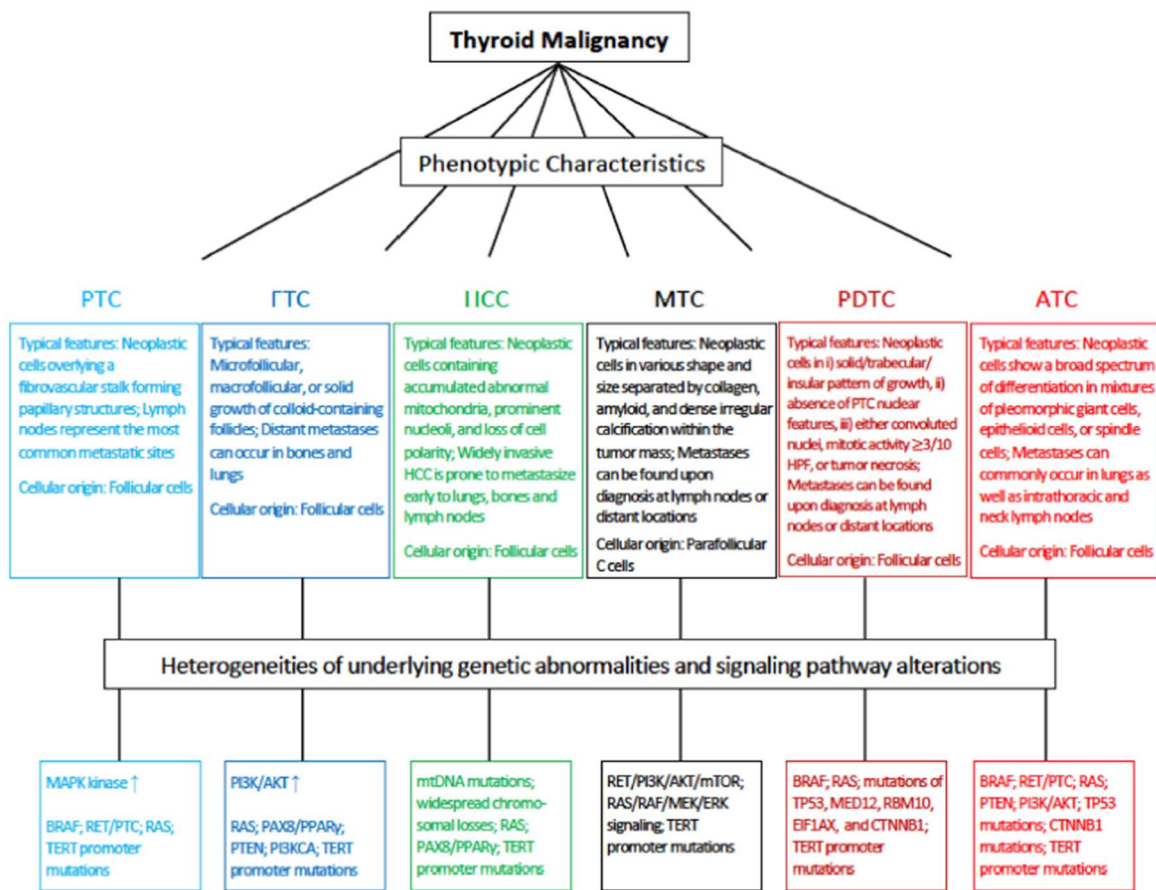 Thyroid Malignancy
Phenotypic Characteristics
PTC
FTC
HCC
MTC
PDTC
ATC
Typical features: Neoplastic
cells overlying a
fibrovascular stalk forming
papillary structures; Lymph
nodes represent the most
common metastatic sites
Cellular origin: Follicular cells
Typical features:
Microfollicular,
macrofollicular, or solid
growth of colloid-containing
follicles; Distant metastases
can occur in bones and
lungs
Cellular origin: Follicular cells
Typical features: Neoplastic
cells containing
accumulated abnormal
mitochondria, prominent
nucleoli, and loss of cell
polarity; Widely invasive
HCC is prone to metastasize
early to lungs, bones and
lymph nodes
Cellular origin: Follicular cells
Typical features: Neoplastic
cells in various shape and
size separated by collagen,
amyloid, and dense irregular
calcification within the
tumor mass; Metastases
can be found upon
diagnosis at lymph nodes or
distant locations
Cellular origin: Parafollicular
C cells
Typical features: Neoplastic
cells in i) solid/trabecular/
insular pattern of growth, ii)
absence of PTC nuclear
features, iii) either convoluted
nuclei, mitotic activity ≥3/10
HPF, or tumor necrosis;
Metastases can be found
upon diagnosis at lymph
nodes or distant locations
Cellular origin: Follicular cells
Typical features: Neoplastic
cells show a broad spectrum
of differentiation in mixtures
of pleomorphic giant cells,
epithelioid cells, or spindle
cells; Metastases can
commonly occur in lungs as
well as intrathoracic and
neck lymph nodes
Cellular origin: Follicular cells
Heterogeneities of underlying genetic abnormalities and signaling pathway alterations
MAPK kinase ↑
BRAF; RET/PTC; RAS;
TERT promoter
mutations
PI3K/AKT ↑
RAS; PAX8/PPARγ;
PTEN; PI3KCA; TERT
promoter mutations
mtDNA mutations;
widespread chromo-
somal losses; RAS;
PAX8/PPARγ; TERT
promoter mutations
RET/PI3K/AKT/mTOR;
RAS/RAF/MEK/ERK
signaling; TERT
promoter mutations
BRAF; RAS; mutations of
TP53, MED12, RBM10,
EIF1AX, and CTNNB1;
TERT promoter
mutations
BRAF; RET/PTC; RAS;
PTEN; PI3K/AKT; TP53
mutations; CTNNB1
mutations; TERT
promoter mutations